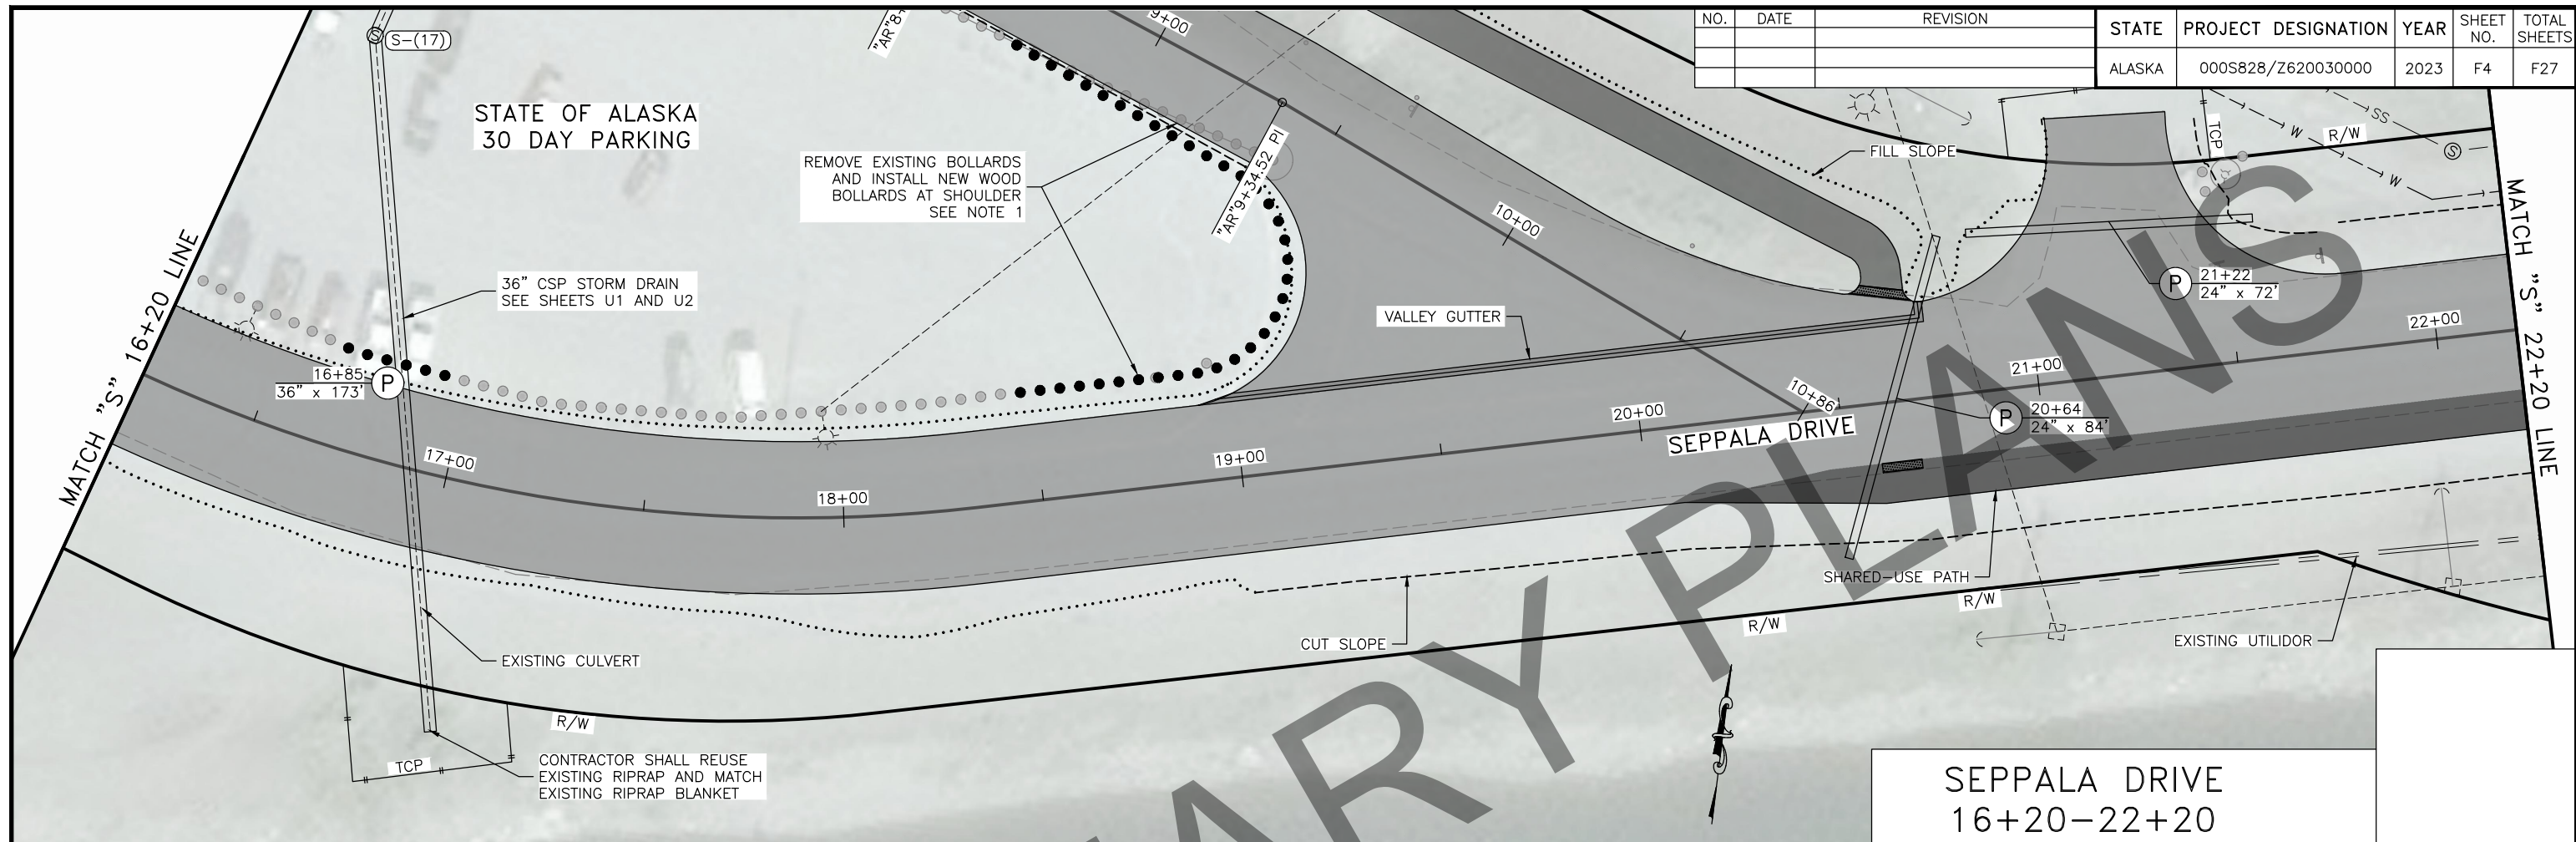 NO. DATE REVISION
STATE PROJECT DESIGNATION YEAR SHEET NO. TOTAL SHEETS
ALASKA 000S828/Z620030000 2023 F4 F27
S-(17)
"AR"8+
9+00
STATE OF ALASKA
30 DAY PARKING
REMOVE EXISTING BOLLARDS
AND INSTALL NEW WOOD
BOLLARDS AT SHOULDER
SEE NOTE 1
"AR"9+34.52 PI
10+00
FILL SLOPE
TCP
R/W
W
SS
S
W
MATCH "S" 16+20 LINE
36" CSP STORM DRAIN
SEE SHEETS U1 AND U2
VALLEY GUTTER
P
21+22
24" x 72'
MATCH "S" 22+20 LINE
16+85
36" x 173'
P
17+00
18+00
19+00
20+00
10+86
21+00
22+00
SEPPALA DRIVE
P
20+64
24" x 84'
SHARED-USE PATH
R/W
R/W
CUT SLOPE
EXISTING UTILIDOR
EXISTING CULVERT
R/W
TCP
CONTRACTOR SHALL REUSE
EXISTING RIPRAP AND MATCH
EXISTING RIPRAP BLANKET
ARY PLANS
SEPPALA DRIVE
16+20-22+20